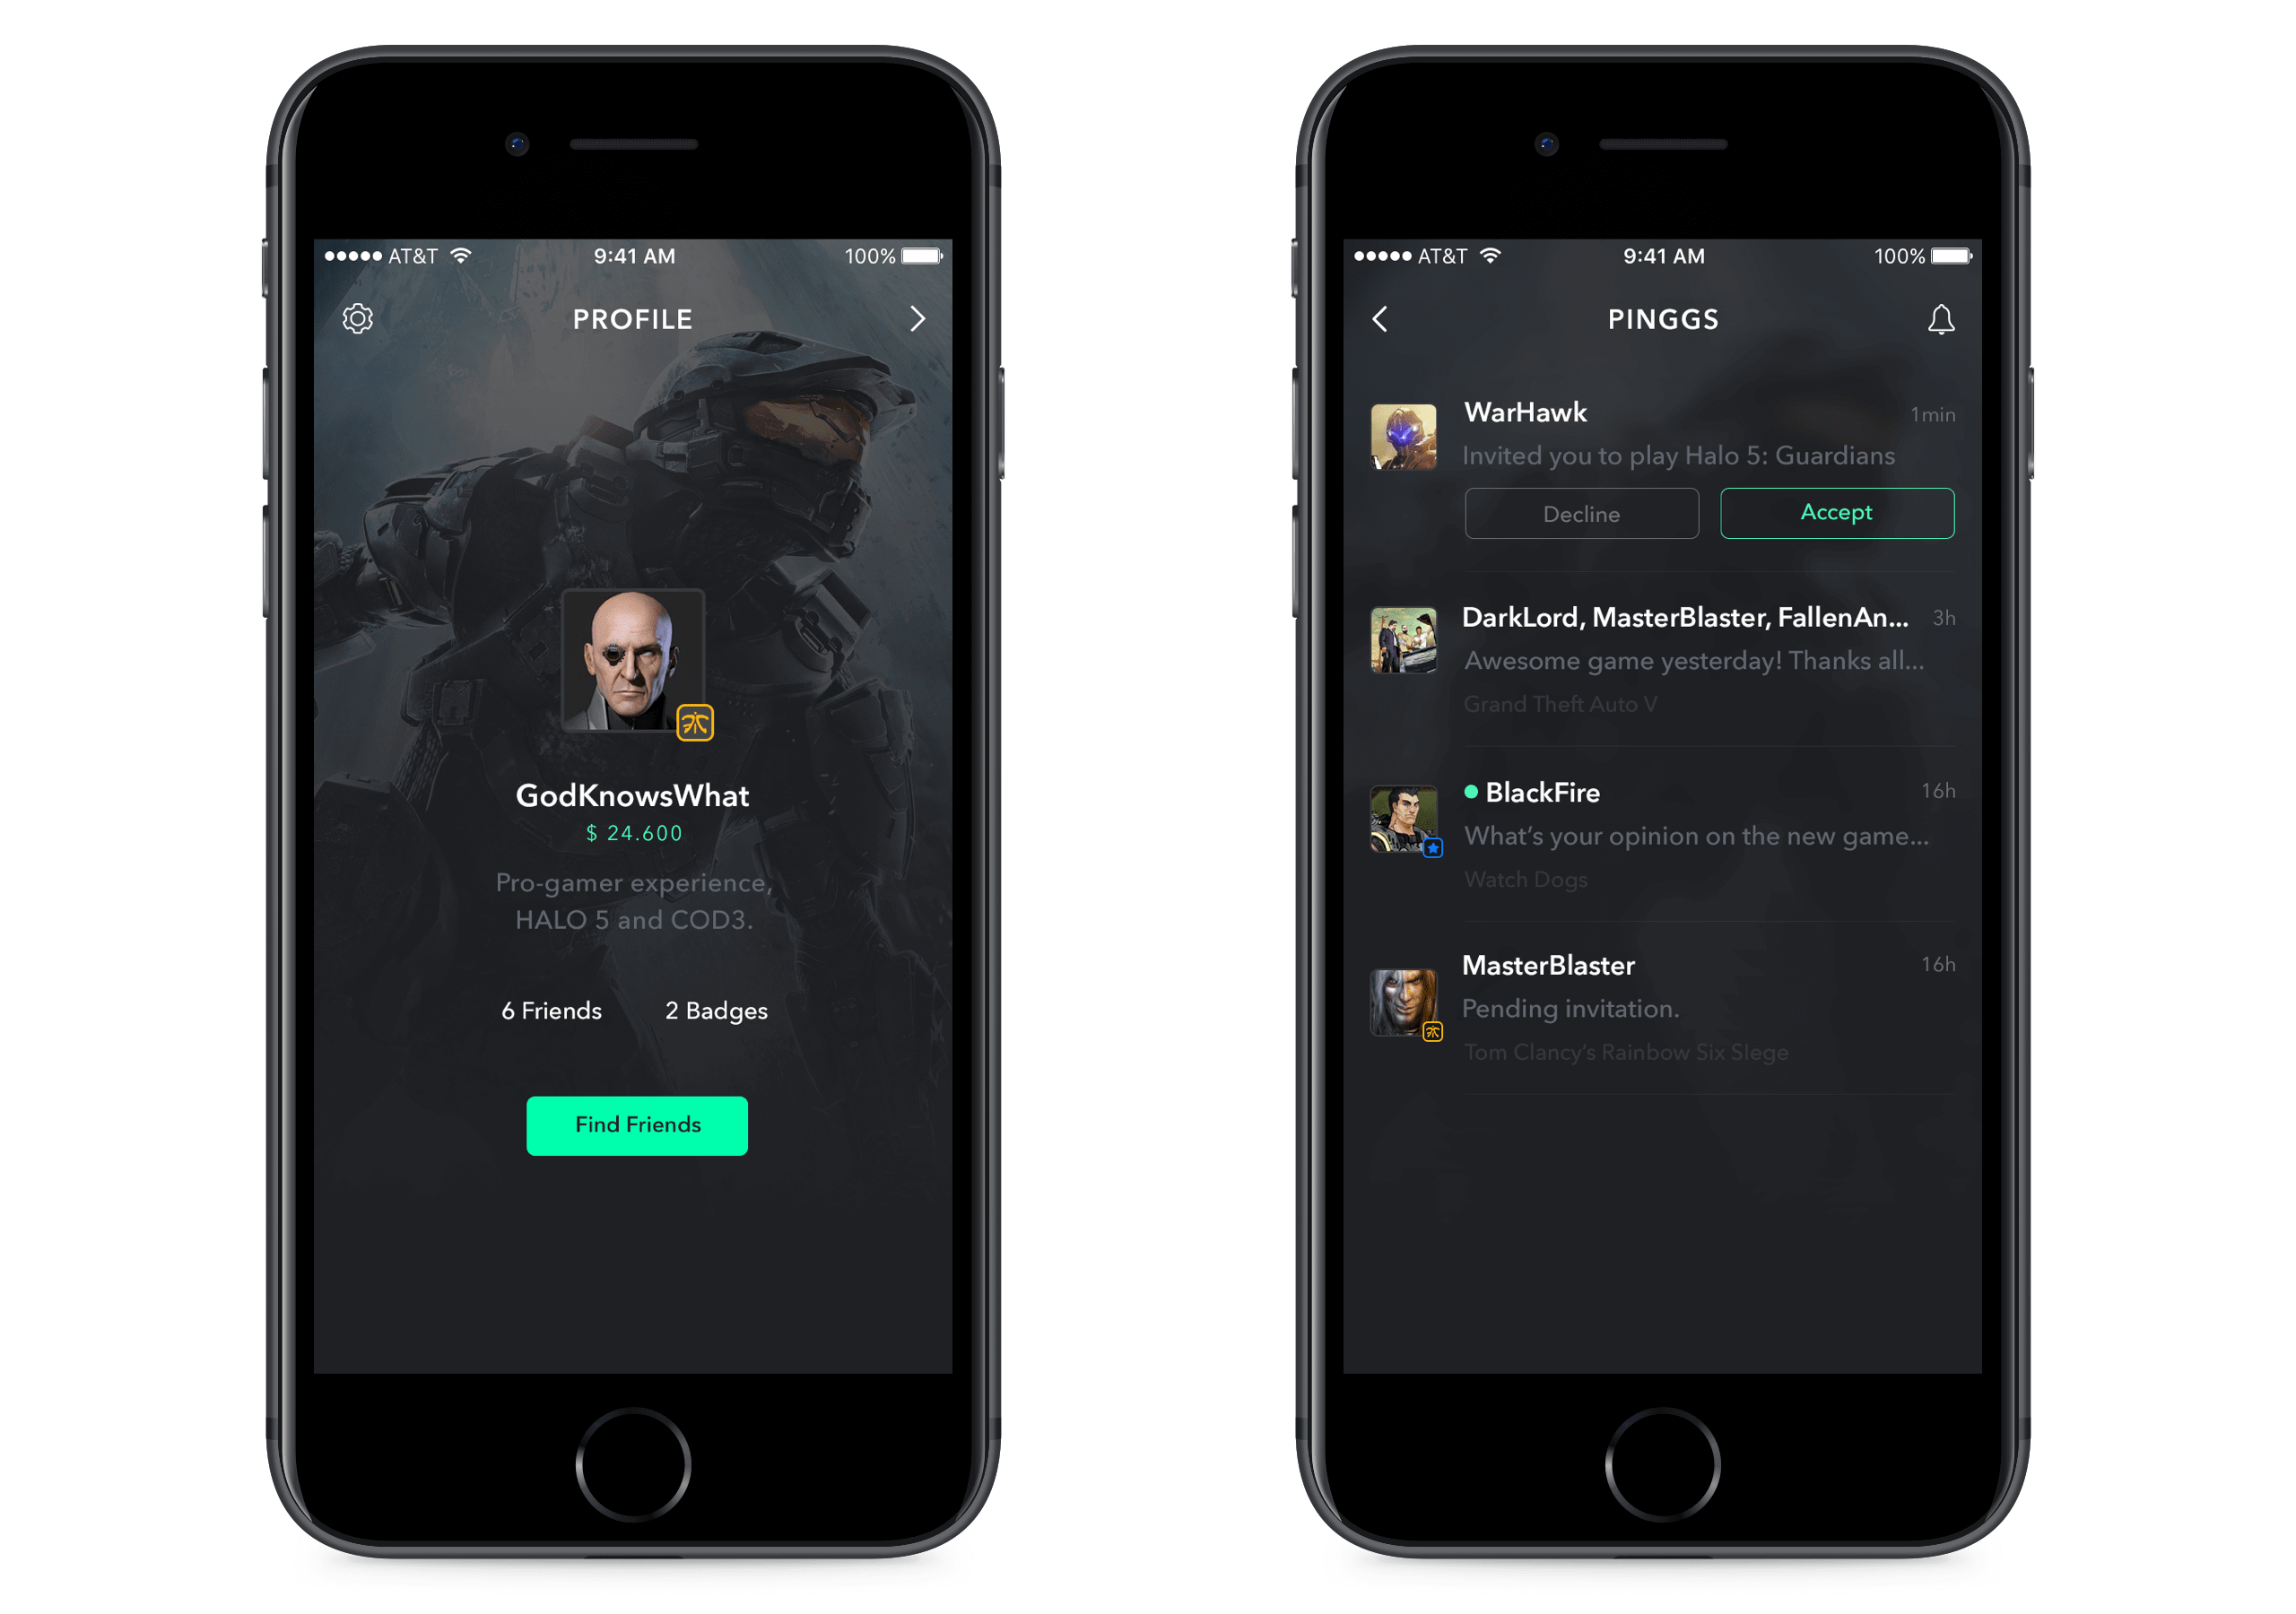 AT&T 9:41 AM 100%
PROFILE
GodKnowsWhat
$ 24.600
Pro-gamer experience,
HALO 5 and COD3.
6 Friends 2 Badges
Find Friends
AT&T 9:41 AM 100%
PINGGS
WarHawk 1min
Invited you to play Halo 5: Guardians
Decline Accept
DarkLord, MasterBlaster, FallenAn... 3h
Awesome game yesterday! Thanks all...
Grand Theft Auto V
BlackFire 16h
What's your opinion on the new game...
Watch Dogs
MasterBlaster 16h
Pending invitation.
Tom Clancy's Rainbow Six SIege